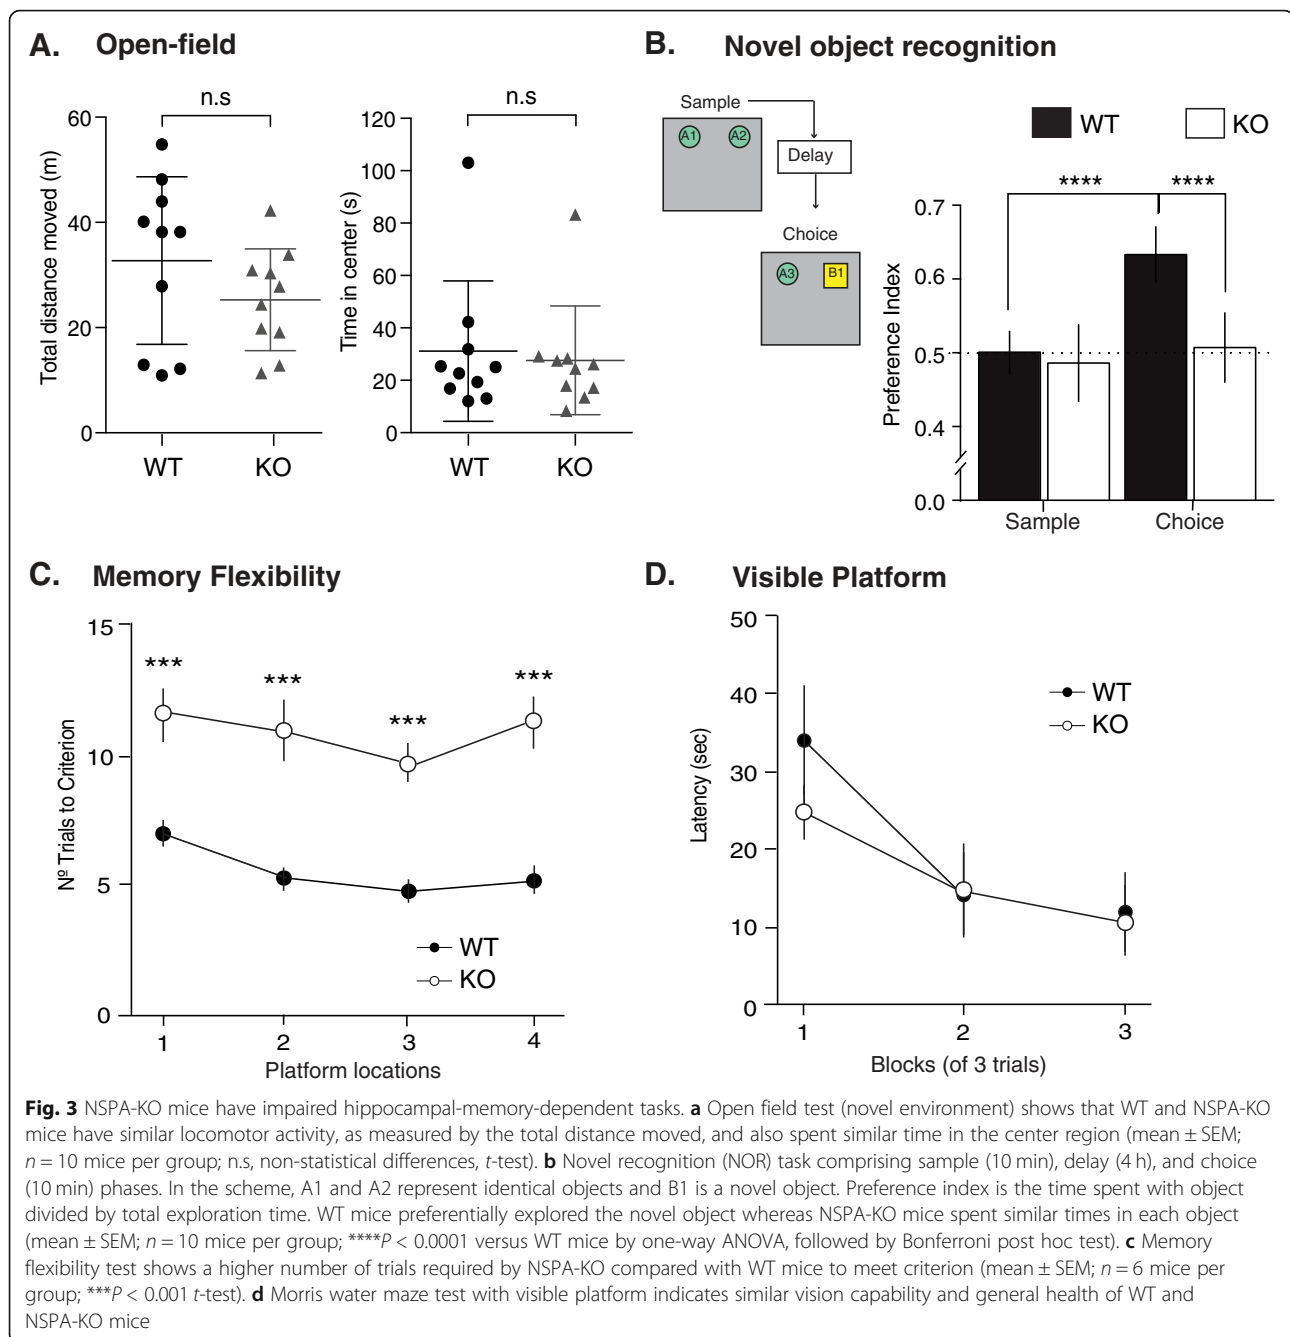 A. Open-field
n.s
Total distance moved (m)
60
40
20
0
WT
KO
n.s
Time in center (s)
120
100
80
60
40
20
0
WT
KO
B. Novel object recognition
Sample
A1
A2
Delay
Choice
A3
B1
WT
KO
****
****
Preference Index
0.7
0.6
0.5
0.4
0.0
Sample
Choice
C. Memory Flexibility
Nº Trials to Criterion
15
10
5
0
***
***
***
***
WT
KO
1 2 3 4
Platform locations
D. Visible Platform
Latency (sec)
50
40
30
20
10
0
WT
KO
1 2 3
Blocks (of 3 trials)
Fig. 3 NSPA-KO mice have impaired hippocampal-memory-dependent tasks. a Open field test (novel environment) shows that WT and NSPA-KO
mice have similar locomotor activity, as measured by the total distance moved, and also spent similar time in the center region (mean ± SEM;
n = 10 mice per group; n.s, non-statistical differences, t-test). b Novel recognition (NOR) task comprising sample (10 min), delay (4 h), and choice
(10 min) phases. In the scheme, A1 and A2 represent identical objects and B1 is a novel object. Preference index is the time spent with object
divided by total exploration time. WT mice preferentially explored the novel object whereas NSPA-KO mice spent similar times in each object
(mean ± SEM; n = 10 mice per group; ****P < 0.0001 versus WT mice by one-way ANOVA, followed by Bonferroni post hoc test). c Memory
flexibility test shows a higher number of trials required by NSPA-KO compared with WT mice to meet criterion (mean ± SEM; n = 6 mice per
group; ***P < 0.001 t-test). d Morris water maze test with visible platform indicates similar vision capability and general health of WT and
NSPA-KO mice